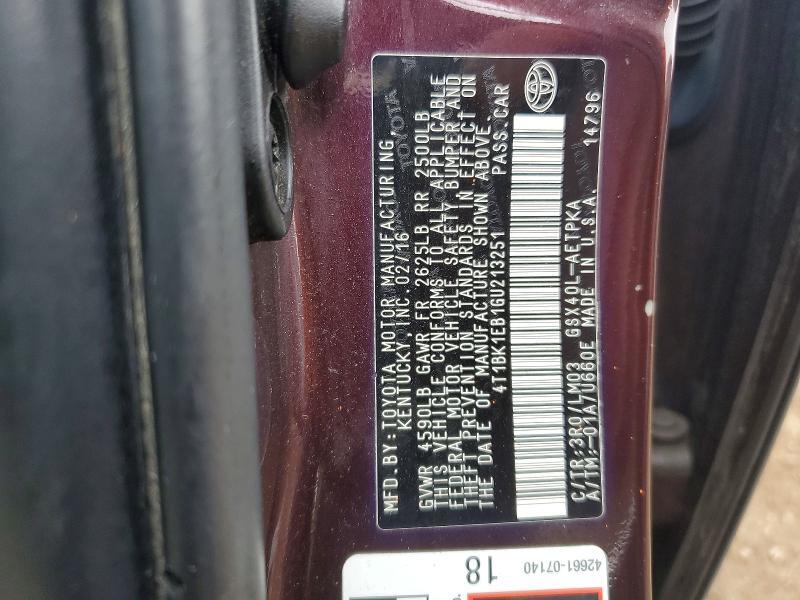 MFD.BY:TOYOTA MOTOR MANUFACTURING
KENTUCKY, INC.02/16
GVWR 4590LB GAWR FR 2625LB RR 2500LB
THIS VEHICLE CONFORMS TO ALL APPLICABLE
FEDERAL MOTOR VEHICLE SAFETY, BUMPER AND
THEFT PREVENTION STANDARDS IN EFFECT ON
THE DATE OF MANUFACTURE SHOWN ABOVE.
4T1BK1EB1GU213251 PASS.CAR
C/TR:3R0/LM03 GSX40L-AETPKA
A/TM:-01A/U660E MADE IN U.S.A. 14796
TOYOTA
42661-07140
18